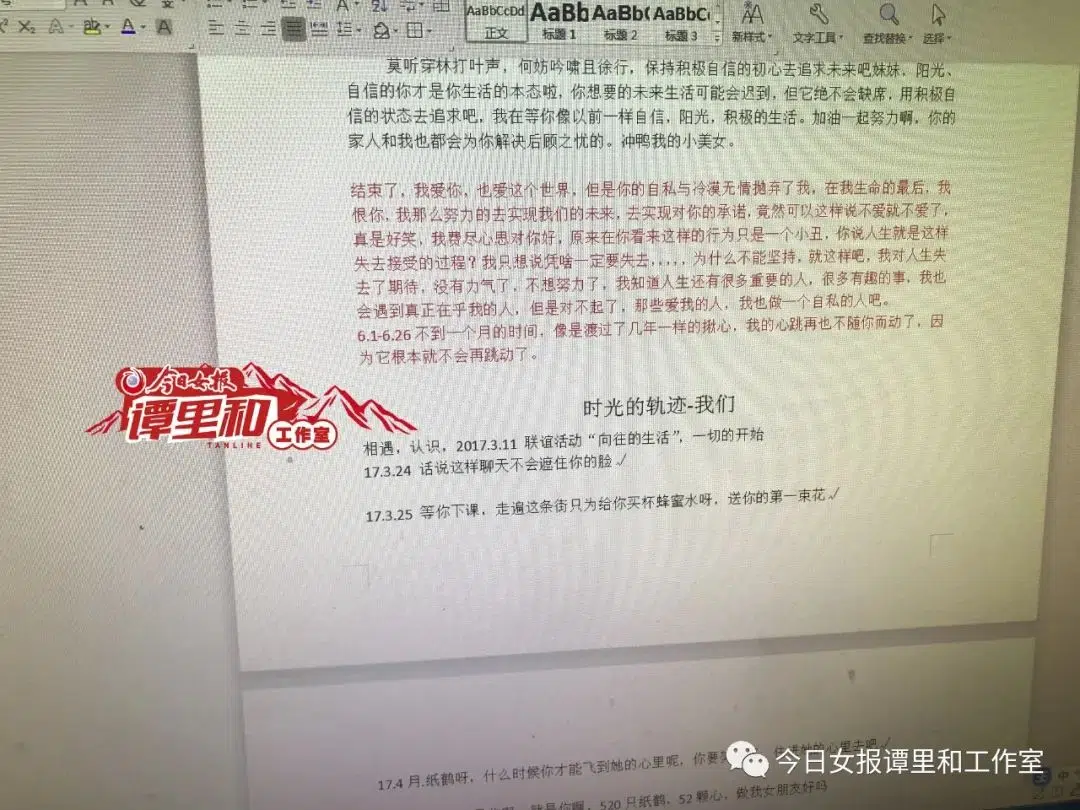 AaBbCcDd AaBb AaBb( AaBbC
正文 标题 1 标题 2 标题 3 新样式 文字工具 查找替换 选择
莫听穿林打叶声，何妨吟啸且徐行，保持积极自信的初心去追求未来吧妹妹，阳光、
自信的你才是你生活的本态啦，你想要的未来生活可能会迟到，但它绝不会缺席，用积极自
信的状态去追求吧，我在等你像以前一样自信，阳光，积极的生活。加油一起努力啊，你的
家人和我也都会为你解决后顾之忧的。冲鸭我的小美女。
结束了，我爱你，也爱这个世界，但是你的自私与冷漠无情抛弃了我，在我生命的最后，我
恨你，我那么努力的去实现我们的未来，去实现对你的承诺，竟然可以这样说不爱就不爱了，
真是好笑，我费尽心思对你好，原来在你看来这样的行为只是一个小丑，你说人生就是这样
失去接受的过程？我只想说凭啥一定要失去，，，，，为什么不能坚持，就这样吧，我对人生失
去了期待，没有力气了，不想努力了，我知道人生还有很多重要的人，很多有趣的事，我也
会遇到真正在乎我的人，但是对不起了，那些爱我的人，我也做一个自私的人吧。
6.1-6.26 不到一个月的时间，像是渡过了几年一样的揪心，我的心跳再也不随你而动了，因
为它根本就不会再跳动了。
今日女报
谭里和
TANLINE
工作室
时光的轨迹-我们
相遇，认识，2017.3.11 联谊活动“向往的生活”，一切的开始
17.3.24 话说这样聊天不会遮住你的脸√
17.3.25 等你下课，走遍这条街只为给你买杯蜂蜜水呀，送你的第一束花√
17.4 月.纸鹤呀，什么时候你才能飞到她的心里呢，你要 她的心里去吧√
就是你啊，520 只纸鹤、52 颗心，做我女朋友好吗
今日女报谭里和工作室